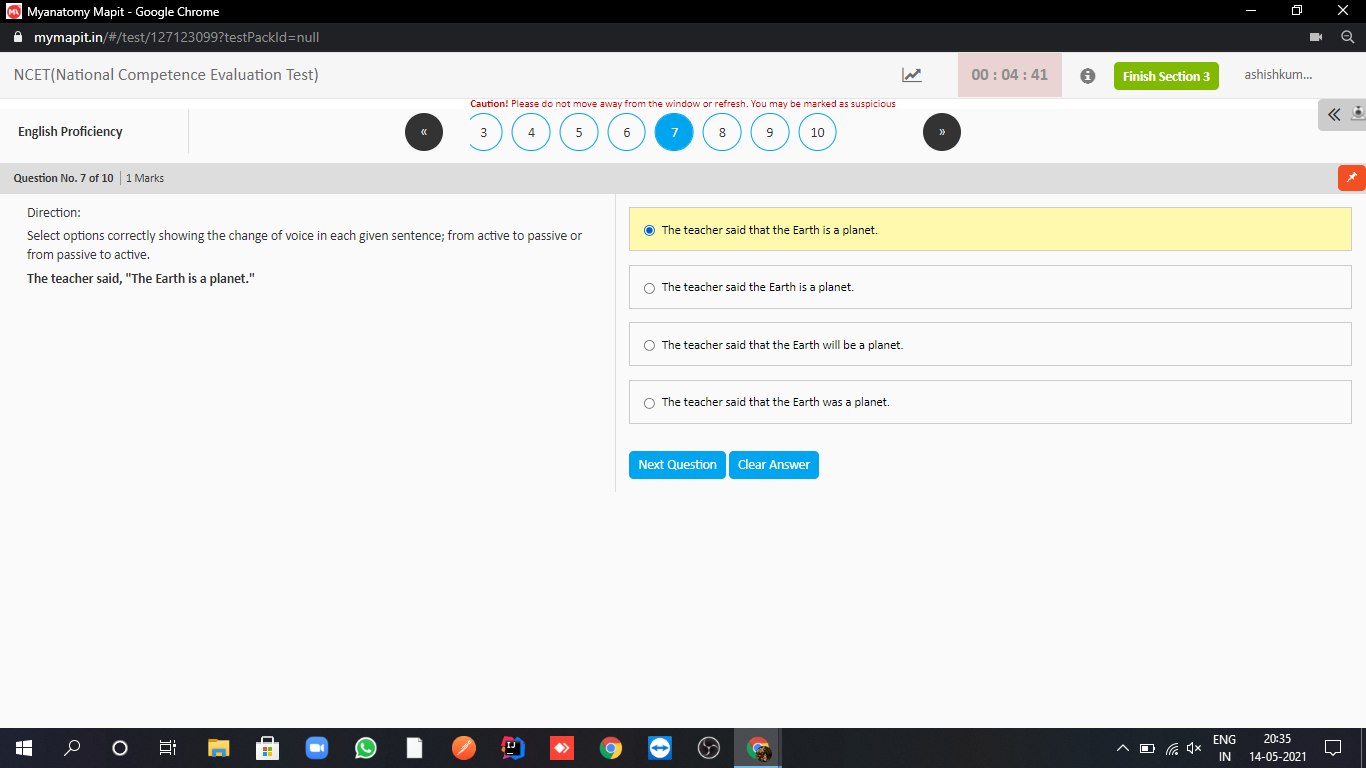 Myanatomy Mapit - Google Chrome
mymapit.in/#/test/127123099?testPackId=null
NCET(National Competence Evaluation Test)
00 : 04 : 41
Finish Section 3
ashishkum...
Caution! Please do not move away from the window or refresh. You may be marked as suspicious
English Proficiency
« 3 4 5 6 7 8 9 10 »
Question No. 7 of 10 | 1 Marks
Direction:
Select options correctly showing the change of voice in each given sentence; from active to passive or
from passive to active.
The teacher said, "The Earth is a planet."
The teacher said that the Earth is a planet.
The teacher said the Earth is a planet.
The teacher said that the Earth will be a planet.
The teacher said that the Earth was a planet.
Next Question Clear Answer
ENG
IN
20:35
14-05-2021